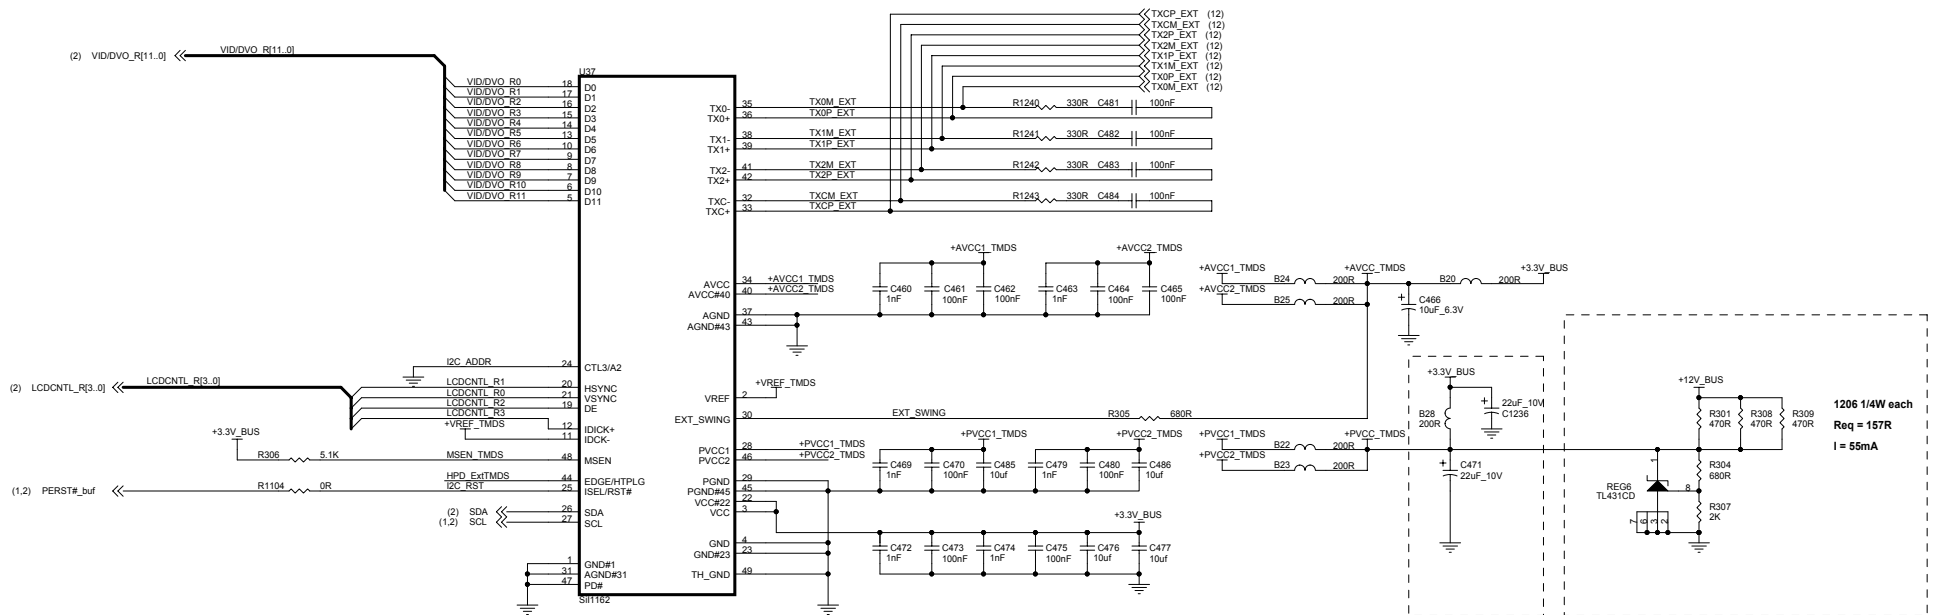 TXCP_EXT (12)
TXCM_EXT (12)
TX2P_EXT (12)
TX2M_EXT (12)
TX1P_EXT (12)
TX1M_EXT (12)
TX0P_EXT (12)
TX0M_EXT (12)
(2) VID/DVO_R[11..0] VID/DVO_R[11..0]
U37
VID/DVO_R0 18 D0
VID/DVO_R1 17 D1
VID/DVO_R2 16 D2
VID/DVO_R3 15 D3
VID/DVO_R4 14 D4
VID/DVO_R5 13 D5
VID/DVO_R6 10 D6
VID/DVO_R7 9 D7
VID/DVO_R8 8 D8
VID/DVO_R9 7 D9
VID/DVO_R10 6 D10
VID/DVO_R11 5 D11
TX0- 35 TX0M_EXT R1240 330R C481 100nF
TX0+ 36 TX0P_EXT
TX1- 38 TX1M_EXT R1241 330R C482 100nF
TX1+ 39 TX1P_EXT
TX2- 41 TX2M_EXT R1242 330R C483 100nF
TX2+ 42 TX2P_EXT
TXC- 32 TXCM_EXT R1243 330R C484 100nF
TXC+ 33 TXCP_EXT
+AVCC1_TMDS +AVCC2_TMDS
AVCC 34 +AVCC1_TMDS
AVCC#40 40 +AVCC2_TMDS
AGND 37
AGND#43 43
C460 1nF
C461 100nF
C462 100nF
C463 1nF
C464 100nF
C465 100nF
+AVCC1_TMDS B24 200R +AVCC_TMDS B20 200R +3.3V_BUS
+AVCC2_TMDS B25 200R
+ C466 10uF_6.3V
I2C_ADDR 24 CTL3/A2
(2) LCDCNTL_R[3..0] LCDCNTL_R[3..0]
LCDCNTL_R1 20 HSYNC
LCDCNTL_R0 21 VSYNC
LCDCNTL_R2 19 DE
LCDCNTL_R3 12 IDICK+
+VREF_TMDS 11 IDCK-
+3.3V_BUS R306 5.1K MSEN_TMDS 48 MSEN
HPD_ExtTMDS 44 EDGE/HTPLG
(1,2) PERST#_buf R1104 0R I2C_RST 25 ISEL/RST#
(2) SDA 26 SDA
(1,2) SCL 27 SCL
1 GND#1
31 AGND#31
47 PD#
SiI1162
VREF 2 +VREF_TMDS
EXT_SWING 30 EXT_SWING R305 680R
PVCC1 28 +PVCC1_TMDS
PVCC2 46 +PVCC2_TMDS
PGND 29
PGND#45 45
VCC#22 22
VCC 3
GND 4
GND#23 23
TH_GND 49
+PVCC1_TMDS +PVCC2_TMDS
C469 1nF
C470 100nF
C485 10uf
C479 1nF
C480 100nF
C486 10uf
+3.3V_BUS
C472 1nF
C473 100nF
C474 1nF
C475 100nF
C476 10uf
C477 10uf
+PVCC1_TMDS B22 200R +PVCC_TMDS
+PVCC2_TMDS B23 200R
+3.3V_BUS
B28 200R
+ 22uF_10V C1236
+ C471 22uF_10V
+12V_BUS
R301 470R
R308 470R
R309 470R
R304 680R
R307 2K
REG6 TL431CD
1
8
7 6 3 2
1206 1/4W each
Req = 157R
I = 55mA